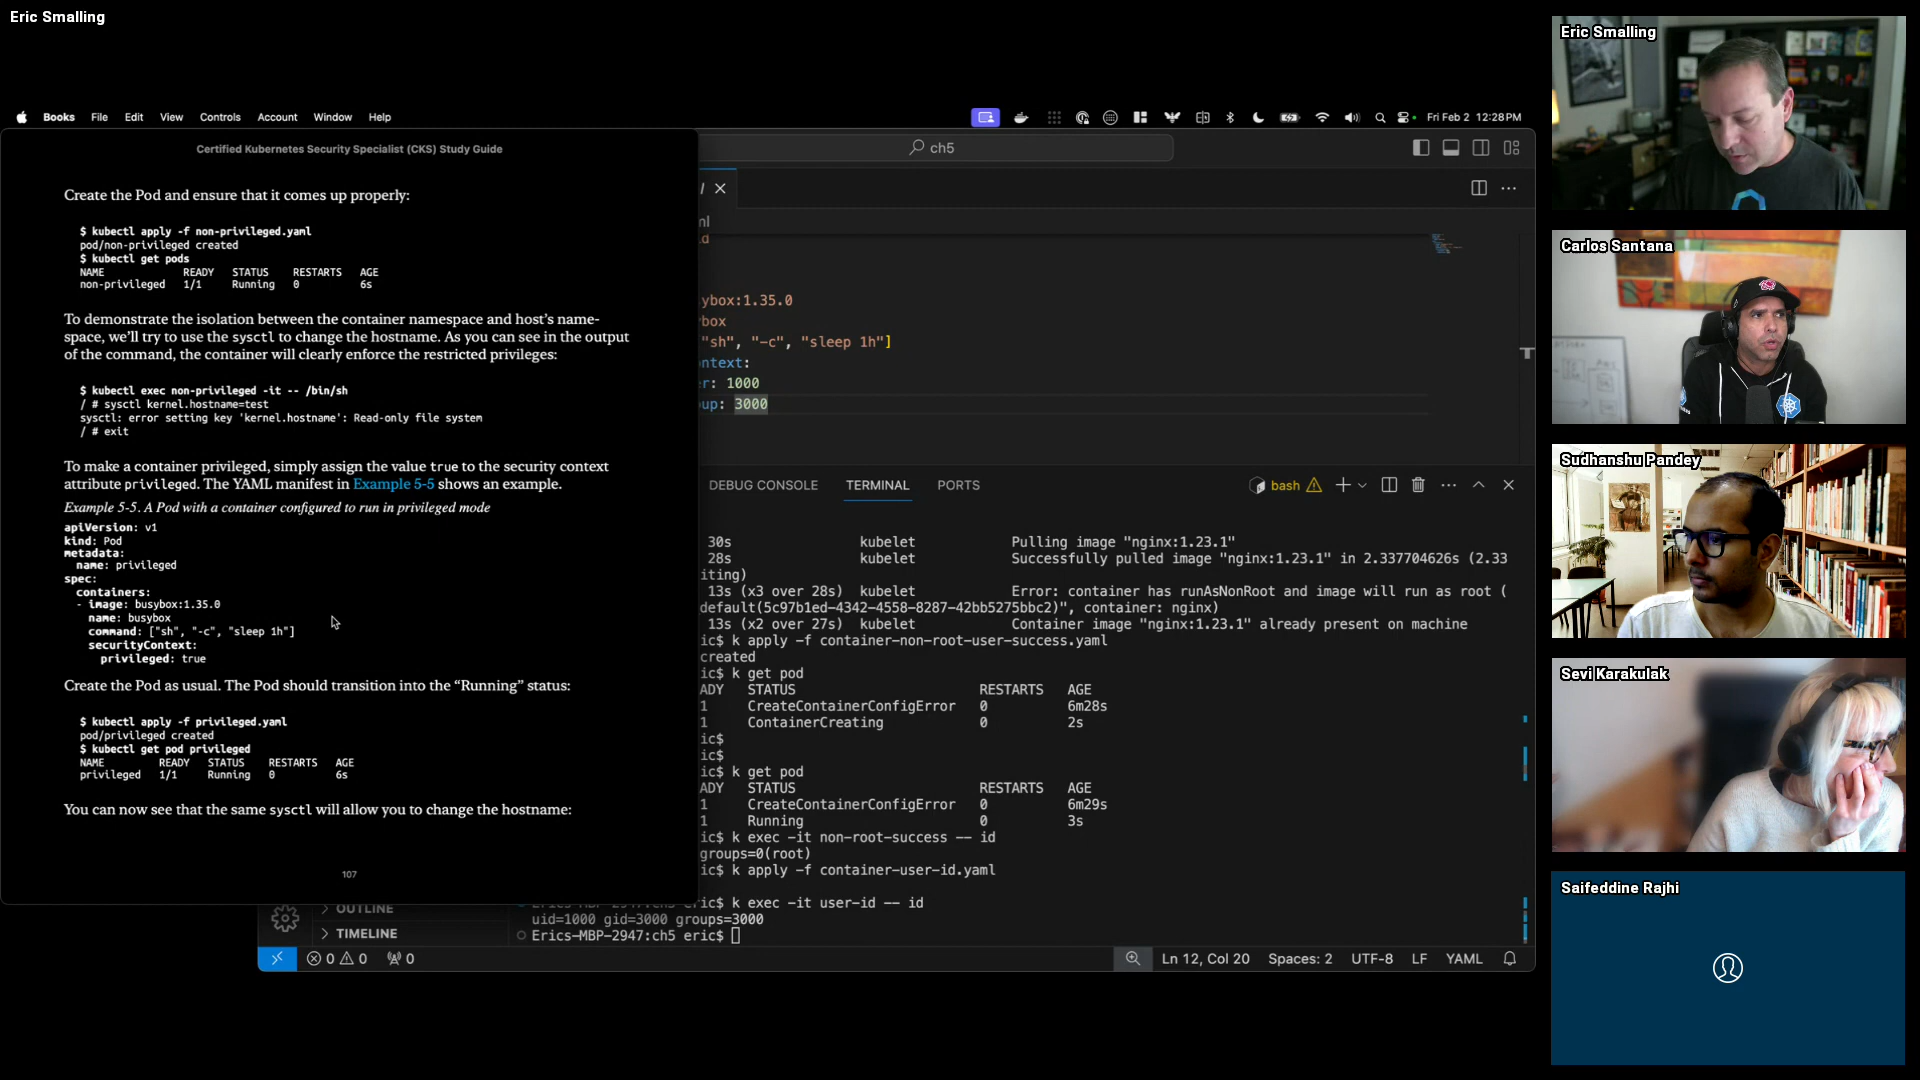 Eric Smalling
Books File Edit View Controls Account Window Help
Fri Feb 2 12:28 PM
Certified Kubernetes Security Specialist (CKS) Study Guide
Create the Pod and ensure that it comes up properly:
$ kubectl apply -f non-privileged.yaml
pod/non-privileged created
$ kubectl get pods
NAME READY STATUS RESTARTS AGE
non-privileged 1/1 Running 0 6s
To demonstrate the isolation between the container namespace and host's name-
space, we'll try to use the sysctl to change the hostname. As you can see in the output
of the command, the container will clearly enforce the restricted privileges:
$ kubectl exec non-privileged -it -- /bin/sh
/ # sysctl kernel.hostname=test
sysctl: error setting key 'kernel.hostname': Read-only file system
/ # exit
To make a container privileged, simply assign the value true to the security context
attribute privileged. The YAML manifest in Example 5-5 shows an example.
Example 5-5. A Pod with a container configured to run in privileged mode
apiVersion: v1
kind: Pod
metadata:
name: privileged
spec:
containers:
- image: busybox:1.35.0
name: busybox
command: ["sh", "-c", "sleep 1h"]
securityContext:
privileged: true
Create the Pod as usual. The Pod should transition into the "Running" status:
$ kubectl apply -f privileged.yaml
pod/privileged created
$ kubectl get pod privileged
NAME READY STATUS RESTARTS AGE
privileged 1/1 Running 0 6s
You can now see that the same sysctl will allow you to change the hostname:
107
ch5
ybox:1.35.0
box
"sh", "-c", "sleep 1h"]
ntext:
r: 1000
up: 3000
DEBUG CONSOLE TERMINAL PORTS
bash
30s kubelet Pulling image "nginx:1.23.1"
28s kubelet Successfully pulled image "nginx:1.23.1" in 2.337704626s (2.33
iting)
13s (x3 over 28s) kubelet Error: container has runAsNonRoot and image will run as root (
default(5c97b1ed-4342-4558-8287-42bb5275bbc2)", container: nginx)
13s (x2 over 27s) kubelet Container image "nginx:1.23.1" already present on machine
ic$ k apply -f container-non-root-user-success.yaml
created
ic$ k get pod
ADY STATUS RESTARTS AGE
1 CreateContainerConfigError 0 6m28s
1 ContainerCreating 0 2s
ic$
ic$
ic$ k get pod
ADY STATUS RESTARTS AGE
1 CreateContainerConfigError 0 6m29s
1 Running 0 3s
ic$ k exec -it non-root-success -- id
groups=0(root)
ic$ k apply -f container-user-id.yaml
ric$ k exec -it user-id -- id
uid=1000 gid=3000 groups=3000
Erics-MBP-2947:ch5 eric$
OUTLINE
TIMELINE
0 0 0
Ln 12, Col 20 Spaces: 2 UTF-8 LF YAML
Eric Smalling
Carlos Santana
Sudhanshu Pandey
Sevi Karakulak
Saifeddine Rajhi